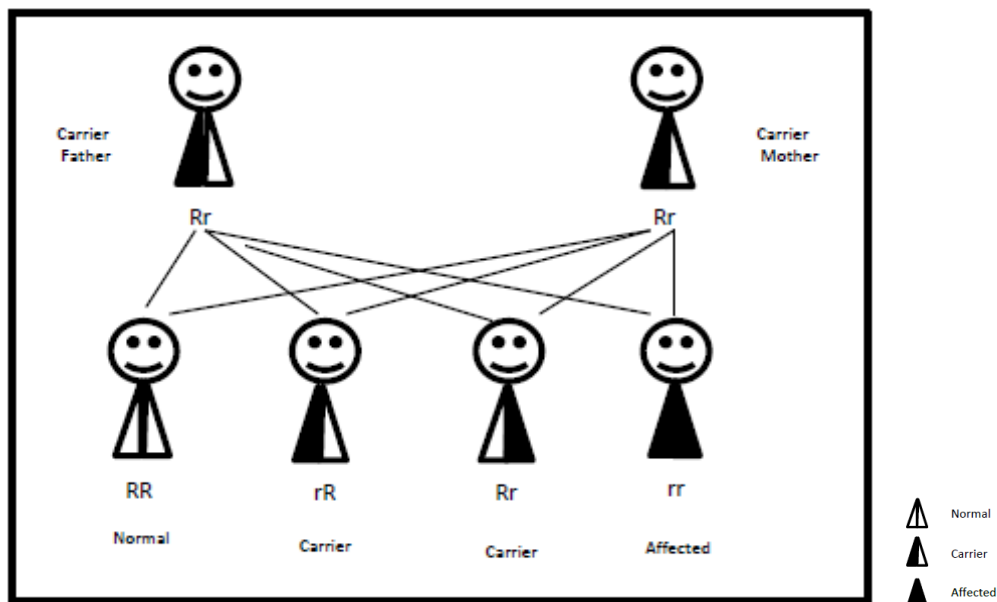 Carrier
Father
Carrier
Mother
Rr
Rr
RR
rR
Rr
rr
Normal
Carrier
Carrier
Affected
Normal
Carrier
Affected